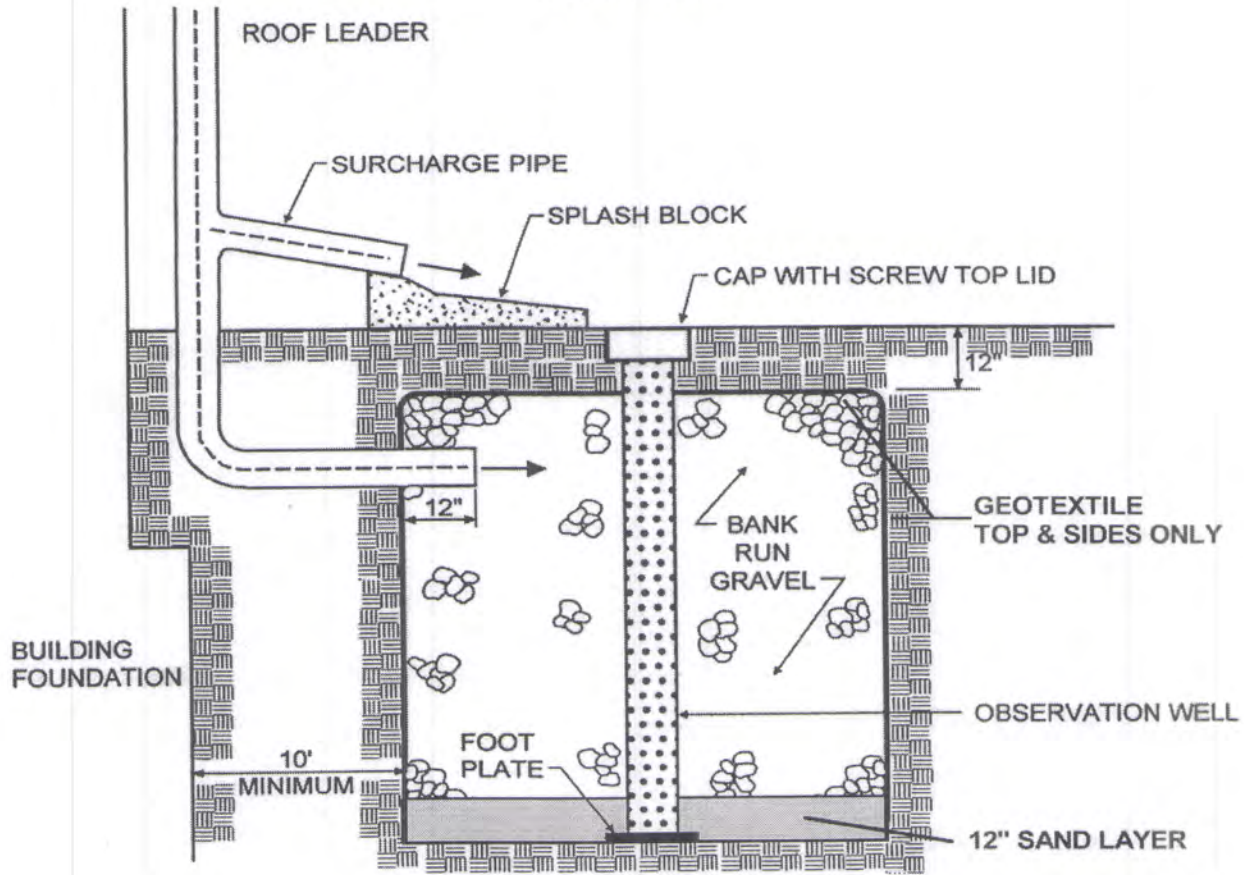 ROOF LEADER
SURCHARGE PIPE
SPLASH BLOCK
CAP WITH SCREW TOP LID
12"
12"
GEOTEXTILE
TOP & SIDES ONLY
BANK
RUN
GRAVEL
BUILDING
FOUNDATION
OBSERVATION WELL
FOOT
PLATE
10'
MINIMUM
12" SAND LAYER